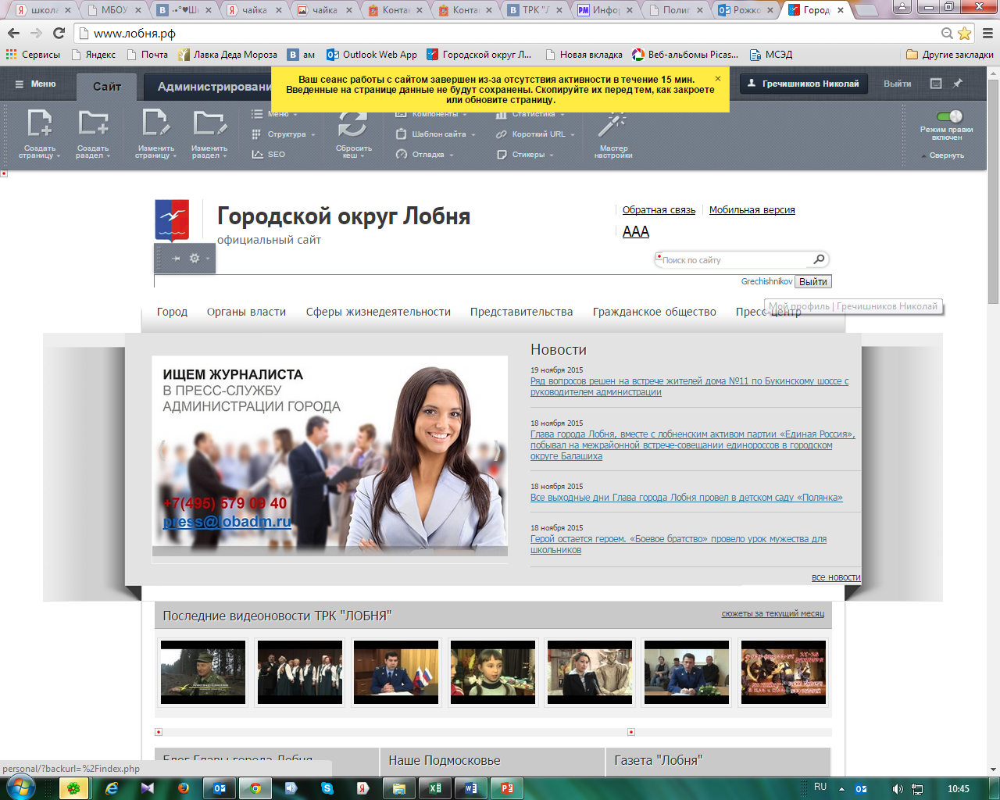 школ
МБОУ
чайка
чайка
Конта
Конта
ТРК "Л
Инфор
Полиг
Рожко
Город
www.лобня.рф
Сервисы
Яндекс
Почта
Лавка Деда Мороза
ам
Outlook Web App
Городской округ Л...
Новая вкладка
Веб-альбомы Picas...
МСЭД
Другие закладки
Меню
Сайт
Администрировани
Ваш сеанс работы с сайтом завершен из-за отсутствия активности в течение 15 мин.
Введенные на странице данные не будут сохранены. Скопируйте их перед тем, как закроете
или обновите страницу.
Гречишников Николай
Выйти
Создать страницу
Создать раздел
Изменить страницу
Изменить раздел
Меню
Структура
SEO
Сбросить кеш
Компоненты
Шаблон сайта
Отладка
Статистика
Короткий URL
Стикеры
Мастер настройки
Режим правки включен
Свернуть
Городской округ Лобня
официальный сайт
Обратная связь
Мобильная версия
ААА
Поиск по сайту
Grechishnikov Выйти
Мой профиль | Гречишников Николай
Город
Органы власти
Сферы жизнедеятельности
Представительства
Гражданское общество
Пресс-центр
ИЩЕМ ЖУРНАЛИСТА
В ПРЕСС-СЛУЖБУ
АДМИНИСТРАЦИИ ГОРОДА
+7(495) 579 09 40
press@lobadm.ru
Новости
19 ноября 2015
Ряд вопросов решен на встрече жителей дома №11 по Букинскому шоссе с
руководителем администрации
18 ноября 2015
Глава города Лобня, вместе с лобненским активом партии «Единая Россия»,
побывал на межрайонной встрече-совещании единороссов в городском
округе Балашиха
18 ноября 2015
Все выходные дни Глава города Лобня провел в детском саду «Полянка»
18 ноября 2015
Герой остается героем. «Боевое братство» провело урок мужества для
школьников
все новости
Последние видеоновости ТРК "ЛОБНЯ"
сюжеты за текущий месяц
Блог Главы города Лобня
Наше Подмосковье
Газета "Лобня"
personal/?backurl=%2Findex.php
RU
10:45